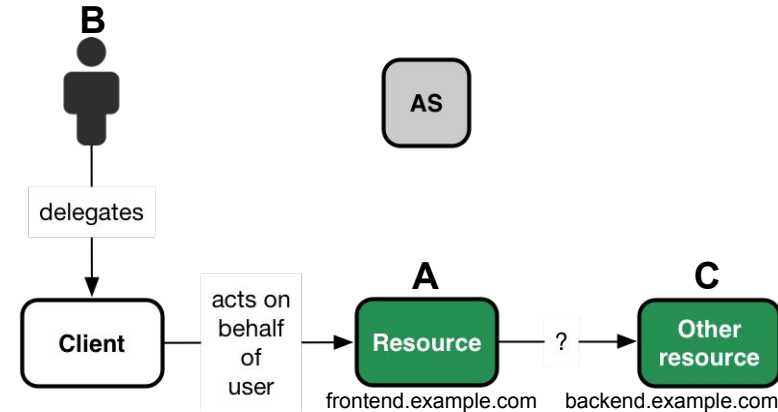 B
AS
delegates
A
C
Client
acts on
behalf
of
user
Resource
?
Other
resource
frontend.example.com
backend.example.com